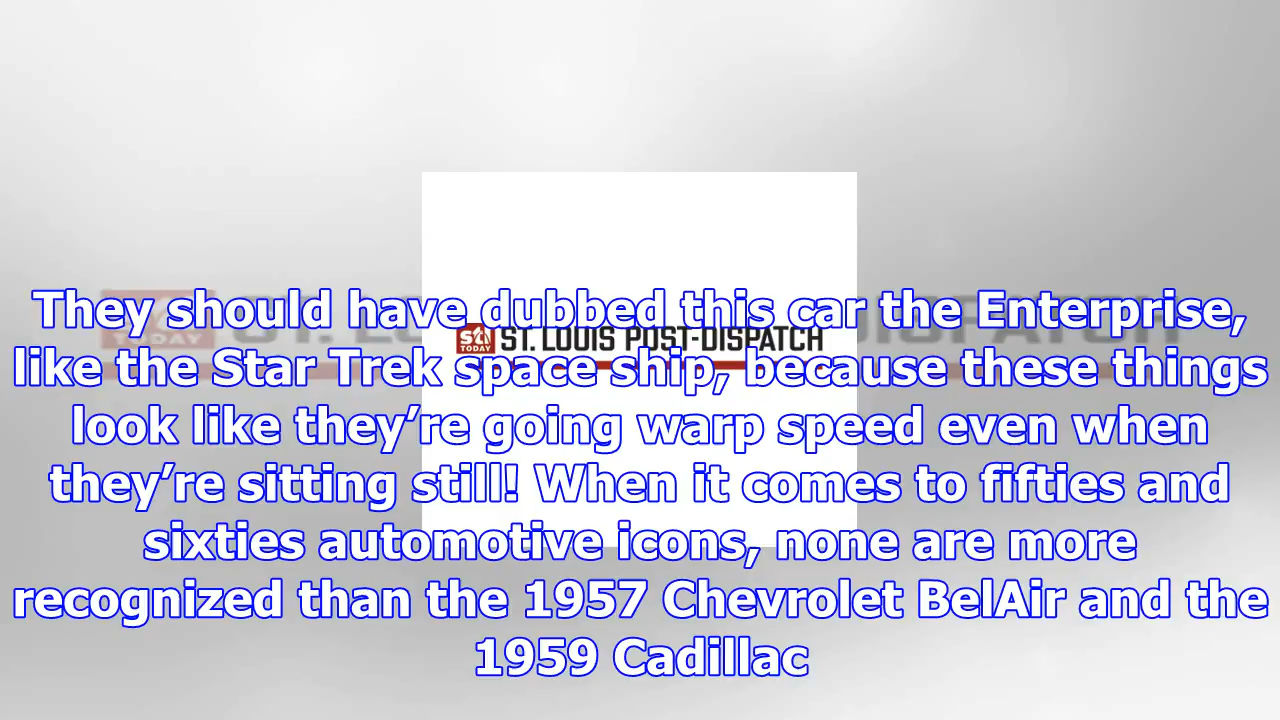 They should have dubbed this car the Enterprise,
like the Star Trek space ship, because these things
look like they’re going warp speed even when
they’re sitting still! When it comes to fifties and
sixties automotive icons, none are more
recognized than the 1957 Chevrolet BelAir and the
1959 Cadillac
stl TODAY ST. LOUIS POST-DISPATCH